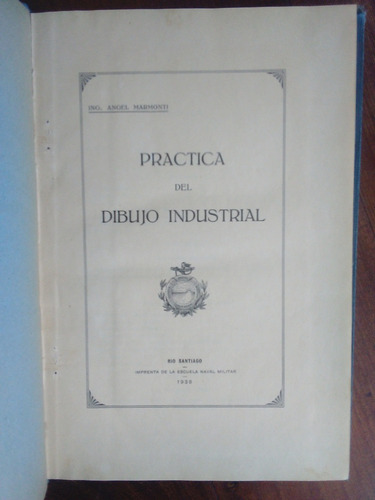 ING. ANGEL MARMONTI
PRACTICA
DEL
DIBUJO INDUSTRIAL
RIO SANTIAGO
IMPRENTA DE LA ESCUELA NAVAL MILITAR